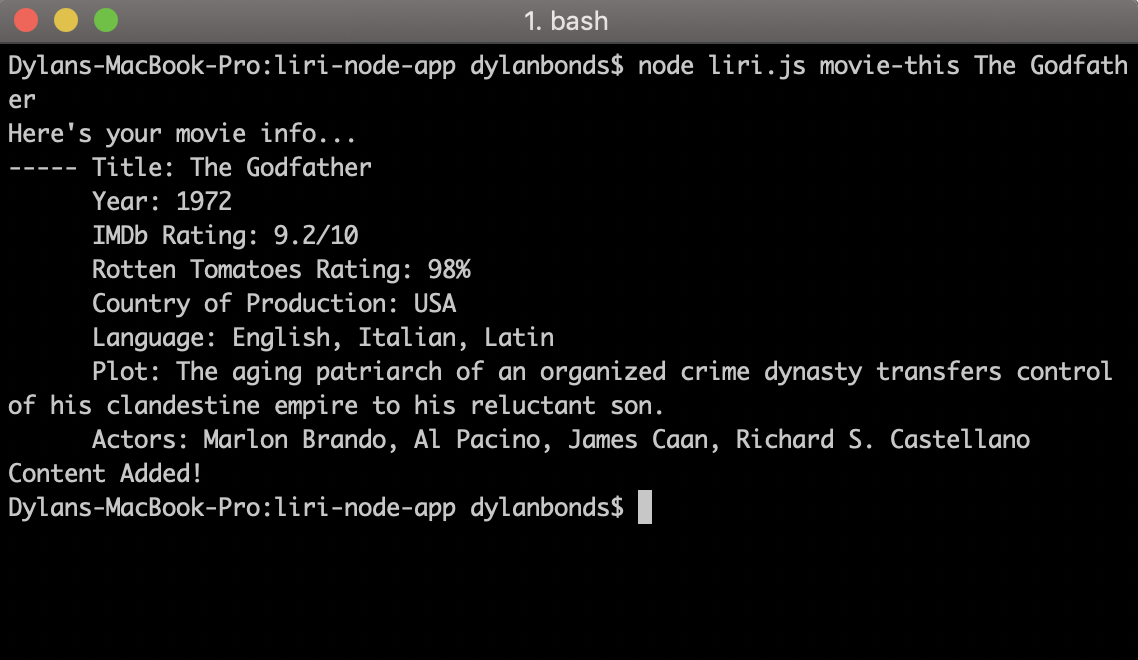 1. bash
Dylans-MacBook-Pro:liri-node-app dylanbonds$ node liri.js movie-this The Godfath
er
Here's your movie info...
----- Title: The Godfather
      Year: 1972
      IMDb Rating: 9.2/10
      Rotten Tomatoes Rating: 98%
      Country of Production: USA
      Language: English, Italian, Latin
      Plot: The aging patriarch of an organized crime dynasty transfers control
of his clandestine empire to his reluctant son.
      Actors: Marlon Brando, Al Pacino, James Caan, Richard S. Castellano
Content Added!
Dylans-MacBook-Pro:liri-node-app dylanbonds$